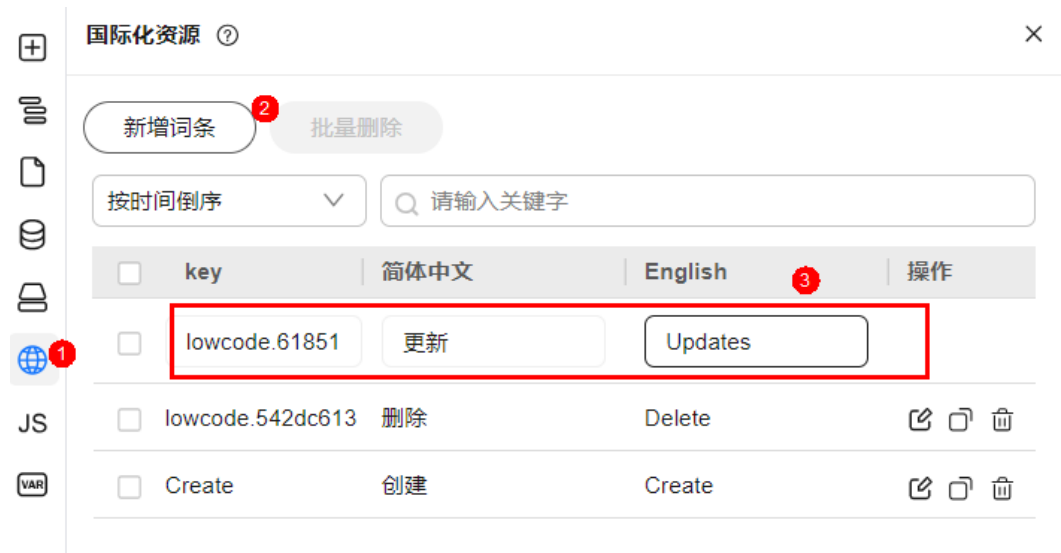 国际化资源 ?
新增词条 2 批量删除
按时间倒序 请输入关键字
key 简体中文 English 3 操作
lowcode.61851 更新 Updates
1
lowcode.542dc613 删除 Delete
JS
Create 创建 Create
VAR